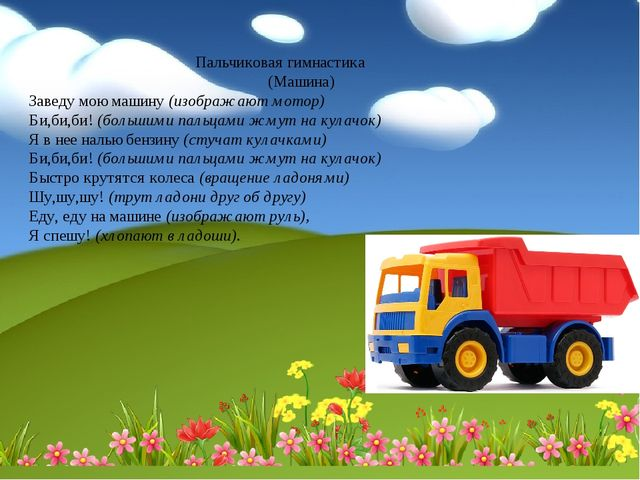 Пальчиковая гимнастика
(Машина)
Заведу мою машину (изображают мотор)
Би,би,би! (большими пальцами жмут на кулачок)
Я в нее налью бензину (стучат кулачками)
Би,би,би! (большими пальцами жмут на кулачок)
Быстро крутятся колеса (вращение ладонями)
Шу,шу,шу! (трут ладони друг об другу)
Еду, еду на машине (изображают руль),
Я спешу! (хлопают в ладоши).